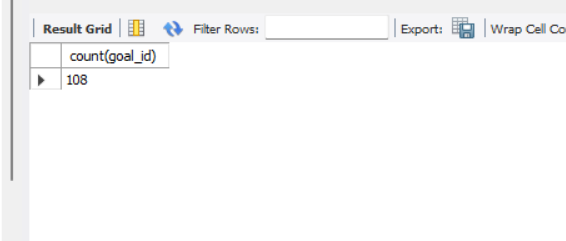 Result Grid Filter Rows: Export: Wrap Cell Co
count(goal_id)
108